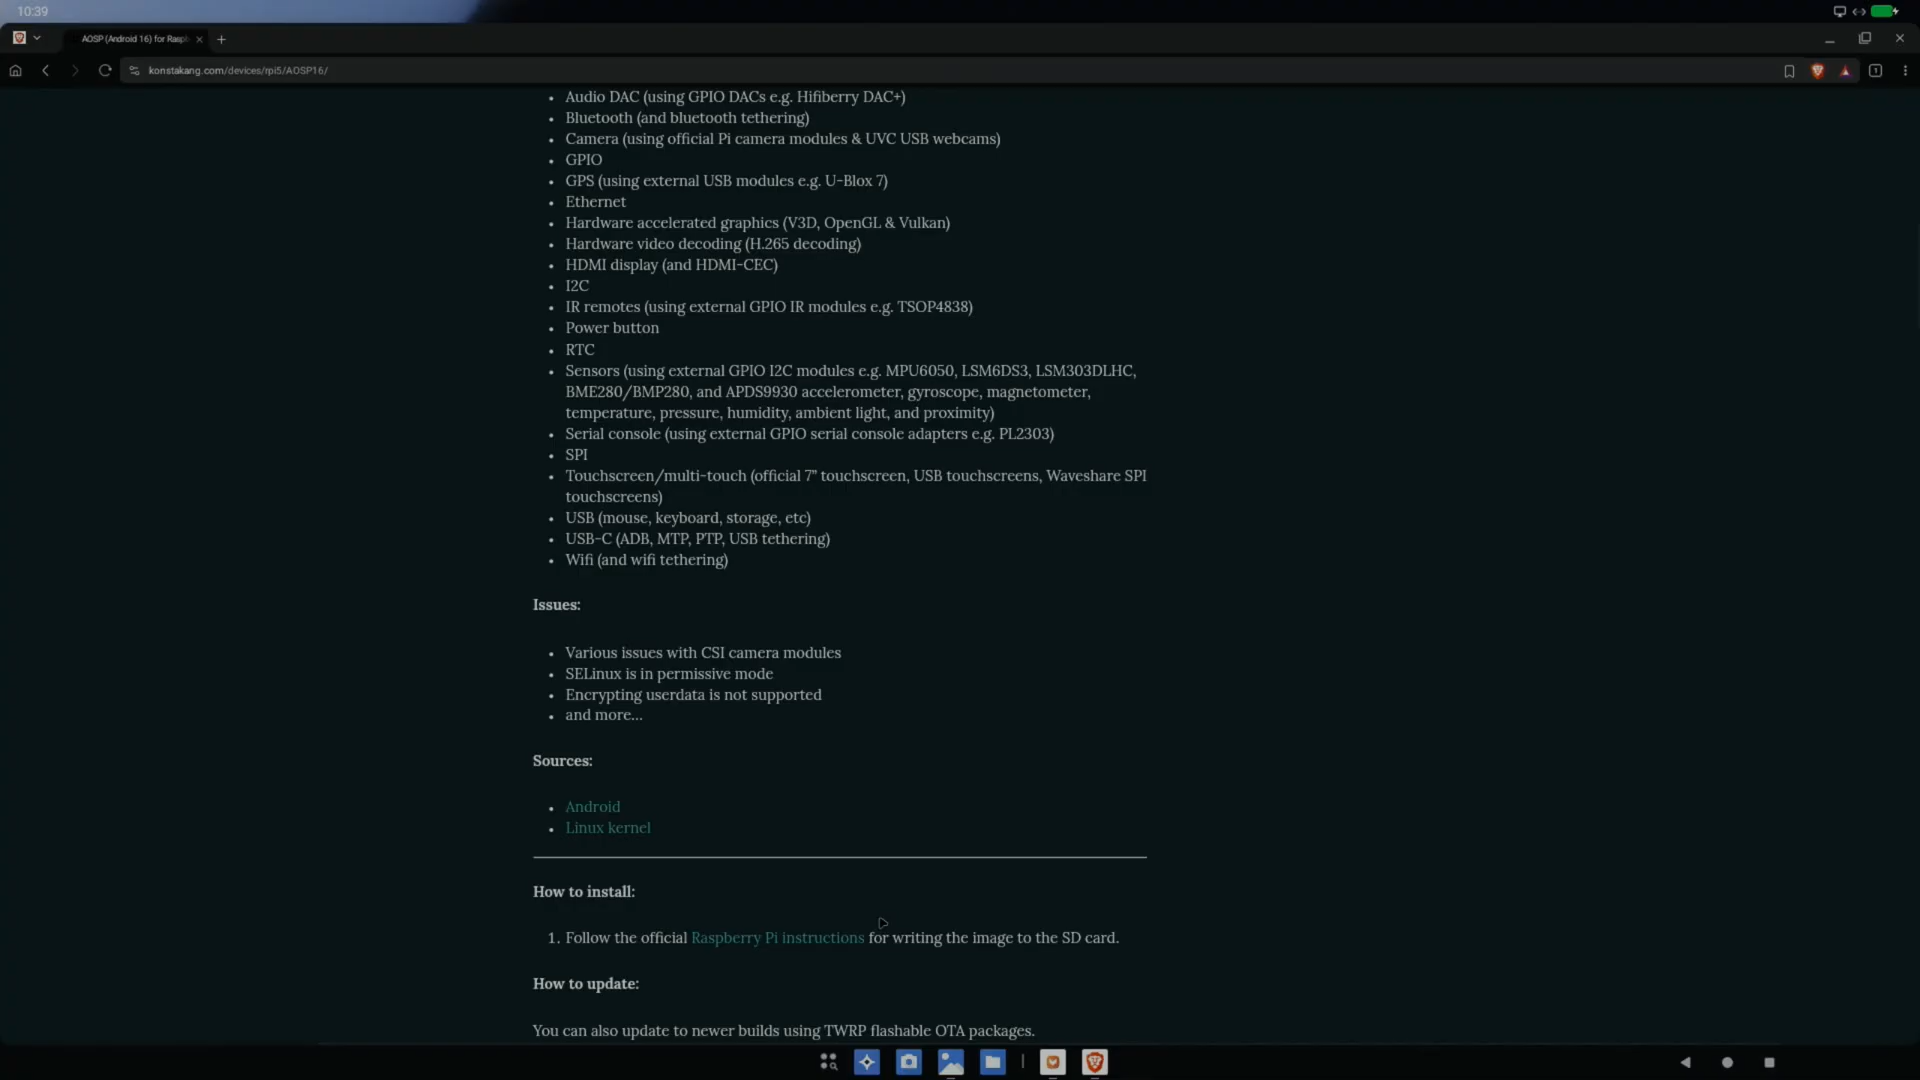 10:39
AOSP (Android 16) for Raspb
konstakang.com/devices/rpi5/AOSP16/
1
• Audio DAC (using GPIO DACs e.g. Hifiberry DAC+)
• Bluetooth (and bluetooth tethering)
• Camera (using official Pi camera modules & UVC USB webcams)
• GPIO
• GPS (using external USB modules e.g. U-Blox 7)
• Ethernet
• Hardware accelerated graphics (V3D, OpenGL & Vulkan)
• Hardware video decoding (H.265 decoding)
• HDMI display (and HDMI-CEC)
• I2C
• IR remotes (using external GPIO IR modules e.g. TSOP4838)
• Power button
• RTC
• Sensors (using external GPIO I2C modules e.g. MPU6050, LSM6DS3, LSM303DLHC,
BME280/BMP280, and APDS9930 accelerometer, gyroscope, magnetometer,
temperature, pressure, humidity, ambient light, and proximity)
• Serial console (using external GPIO serial console adapters e.g. PL2303)
• SPI
• Touchscreen/multi-touch (official 7” touchscreen, USB touchscreens, Waveshare SPI
touchscreens)
• USB (mouse, keyboard, storage, etc)
• USB-C (ADB, MTP, PTP, USB tethering)
• Wifi (and wifi tethering)
Issues:
• Various issues with CSI camera modules
• SELinux is in permissive mode
• Encrypting userdata is not supported
• and more…
Sources:
• Android
• Linux kernel
How to install:
1. Follow the official Raspberry Pi instructions for writing the image to the SD card.
How to update:
You can also update to newer builds using TWRP flashable OTA packages.